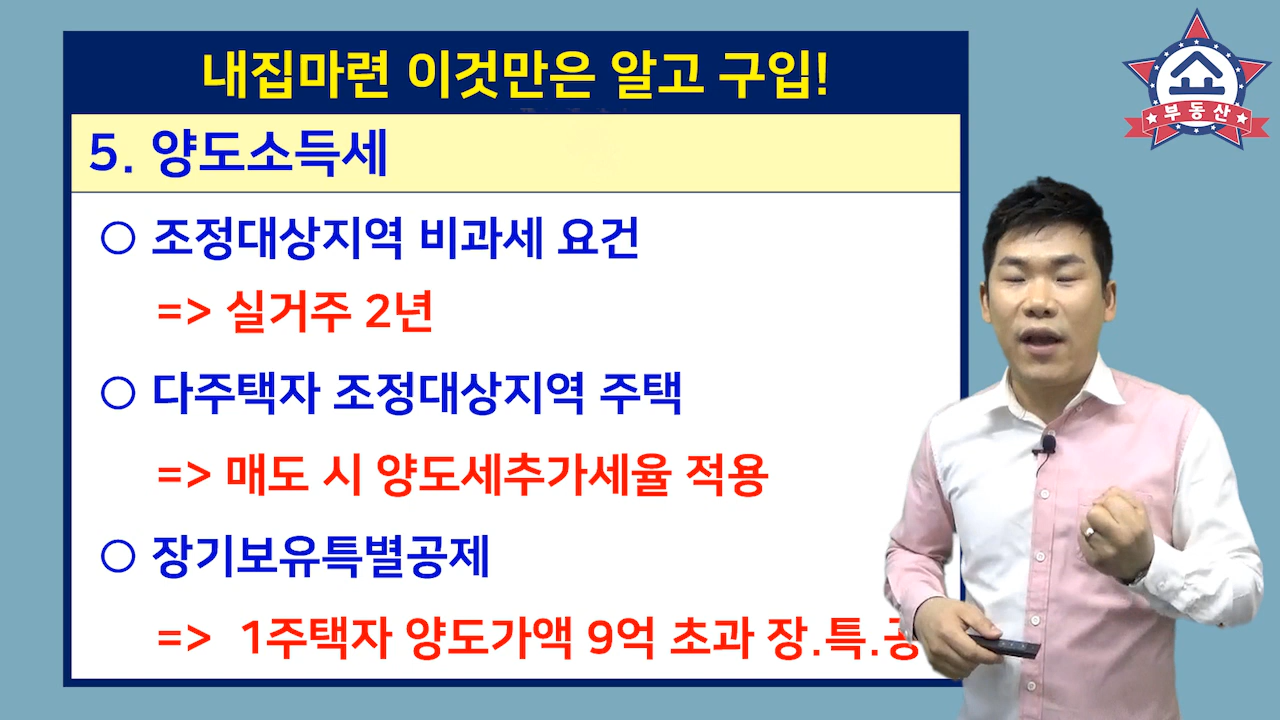 내집마련 이것만은 알고 구입!
부동산
5. 양도소득세
○ 조정대상지역 비과세 요건
=> 실거주 2년
○ 다주택자 조정대상지역 주택
=> 매도 시 양도세추가세율 적용
○ 장기보유특별공제
=> 1주택자 양도가액 9억 초과 장.특.공